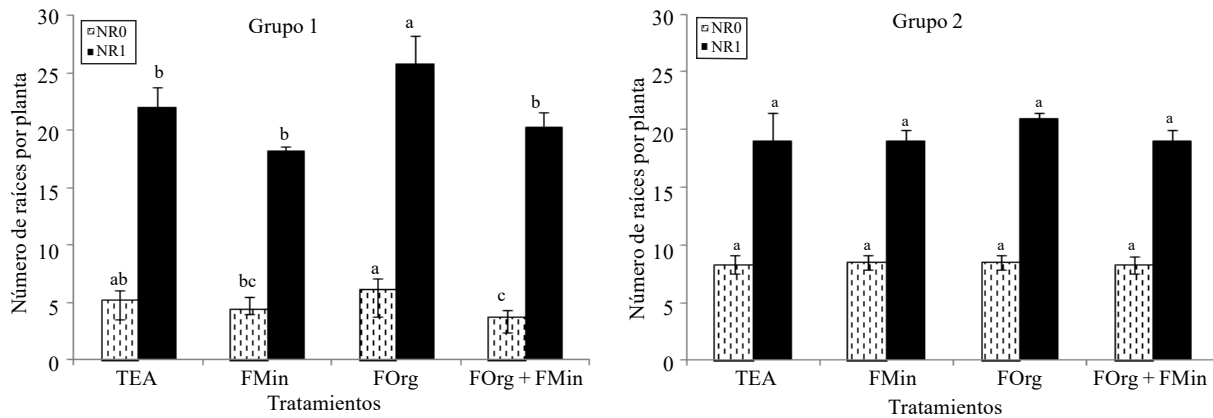 Grupo 1
NR0
NR1
Número de raíces por planta
30
25
20
15
10
5
0
ab
b
bc
b
a
a
c
b
TEA
FMin
FOrg
FOrg + FMin
Tratamientos
Grupo 2
NR0
NR1
Número de raíces por planta
30
25
20
15
10
5
0
a
a
a
a
a
a
a
a
TEA
FMin
FOrg
FOrg + FMin
Tratamientos